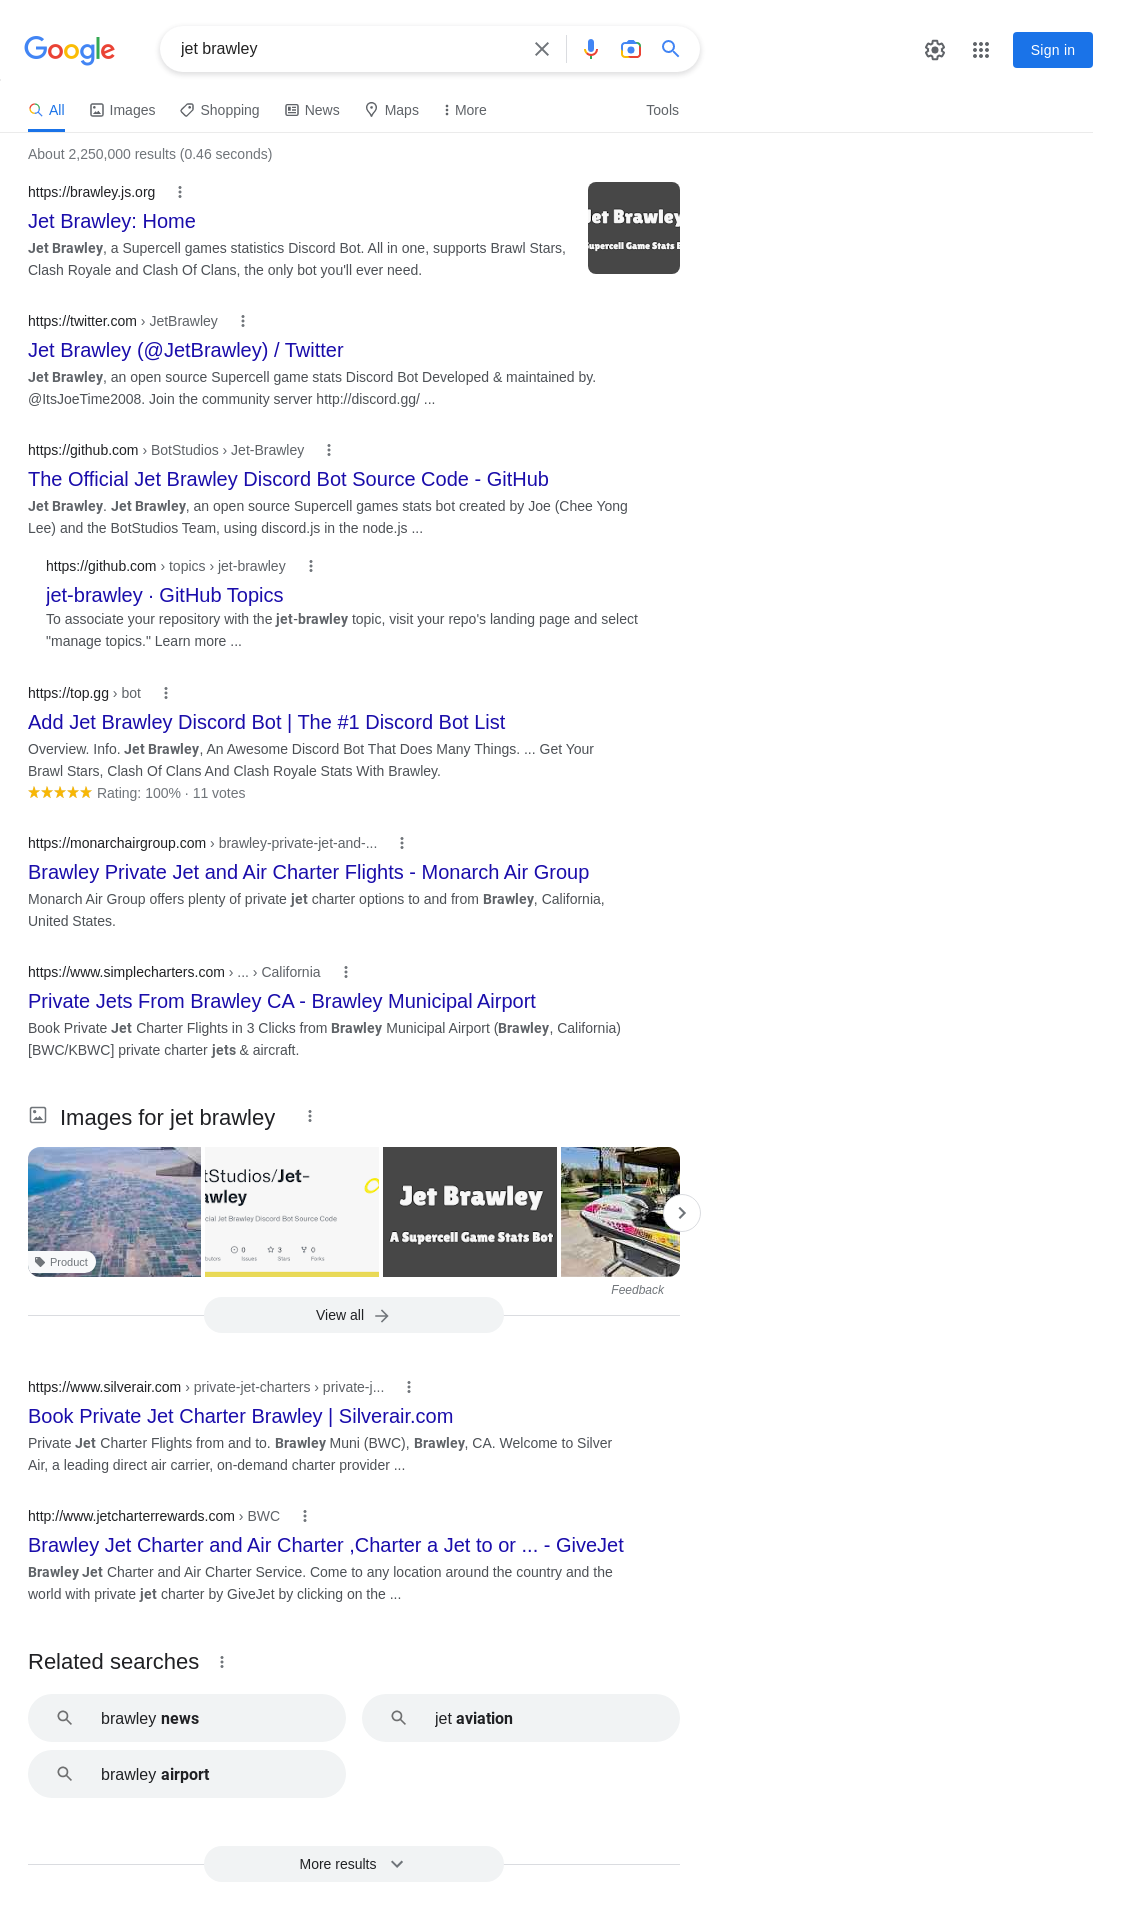 Google
jet brawley
Sign in
All
Images
Shopping
News
Maps
More
Tools
About 2,250,000 results (0.46 seconds)
https://brawley.js.org
Jet Brawley: Home
Jet Brawley, a Supercell games statistics Discord Bot. All in one, supports Brawl Stars,
Clash Royale and Clash Of Clans, the only bot you'll ever need.
Jet Brawley
Supercell Game Stats B
https://twitter.com › JetBrawley
Jet Brawley (@JetBrawley) / Twitter
Jet Brawley, an open source Supercell game stats Discord Bot Developed & maintained by.
@ItsJoeTime2008. Join the community server http://discord.gg/ ...
https://github.com › BotStudios › Jet-Brawley
The Official Jet Brawley Discord Bot Source Code - GitHub
Jet Brawley. Jet Brawley, an open source Supercell games stats bot created by Joe (Chee Yong
Lee) and the BotStudios Team, using discord.js in the node.js ...
https://github.com › topics › jet-brawley
jet-brawley · GitHub Topics
To associate your repository with the jet-brawley topic, visit your repo's landing page and select
"manage topics." Learn more ...
https://top.gg › bot
Add Jet Brawley Discord Bot | The #1 Discord Bot List
Overview. Info. Jet Brawley, An Awesome Discord Bot That Does Many Things. ... Get Your
Brawl Stars, Clash Of Clans And Clash Royale Stats With Brawley.
Rating: 100% · 11 votes
https://monarchairgroup.com › brawley-private-jet-and-...
Brawley Private Jet and Air Charter Flights - Monarch Air Group
Monarch Air Group offers plenty of private jet charter options to and from Brawley, California,
United States.
https://www.simplecharters.com › ... › California
Private Jets From Brawley CA - Brawley Municipal Airport
Book Private Jet Charter Flights in 3 Clicks from Brawley Municipal Airport (Brawley, California)
[BWC/KBWC] private charter jets & aircraft.
Images for jet brawley
Product
tStudios/Jet-
awley
cial Jet Brawley Discord Bot Source Code
0 3 0
butors Issues Stars Forks
Jet Brawley
A Supercell Game Stats Bot
Feedback
View all
https://www.silverair.com › private-jet-charters › private-j...
Book Private Jet Charter Brawley | Silverair.com
Private Jet Charter Flights from and to. Brawley Muni (BWC), Brawley, CA. Welcome to Silver
Air, a leading direct air carrier, on-demand charter provider ...
http://www.jetcharterrewards.com › BWC
Brawley Jet Charter and Air Charter ,Charter a Jet to or ... - GiveJet
Brawley Jet Charter and Air Charter Service. Come to any location around the country and the
world with private jet charter by GiveJet by clicking on the ...
Related searches
brawley news
jet aviation
brawley airport
More results